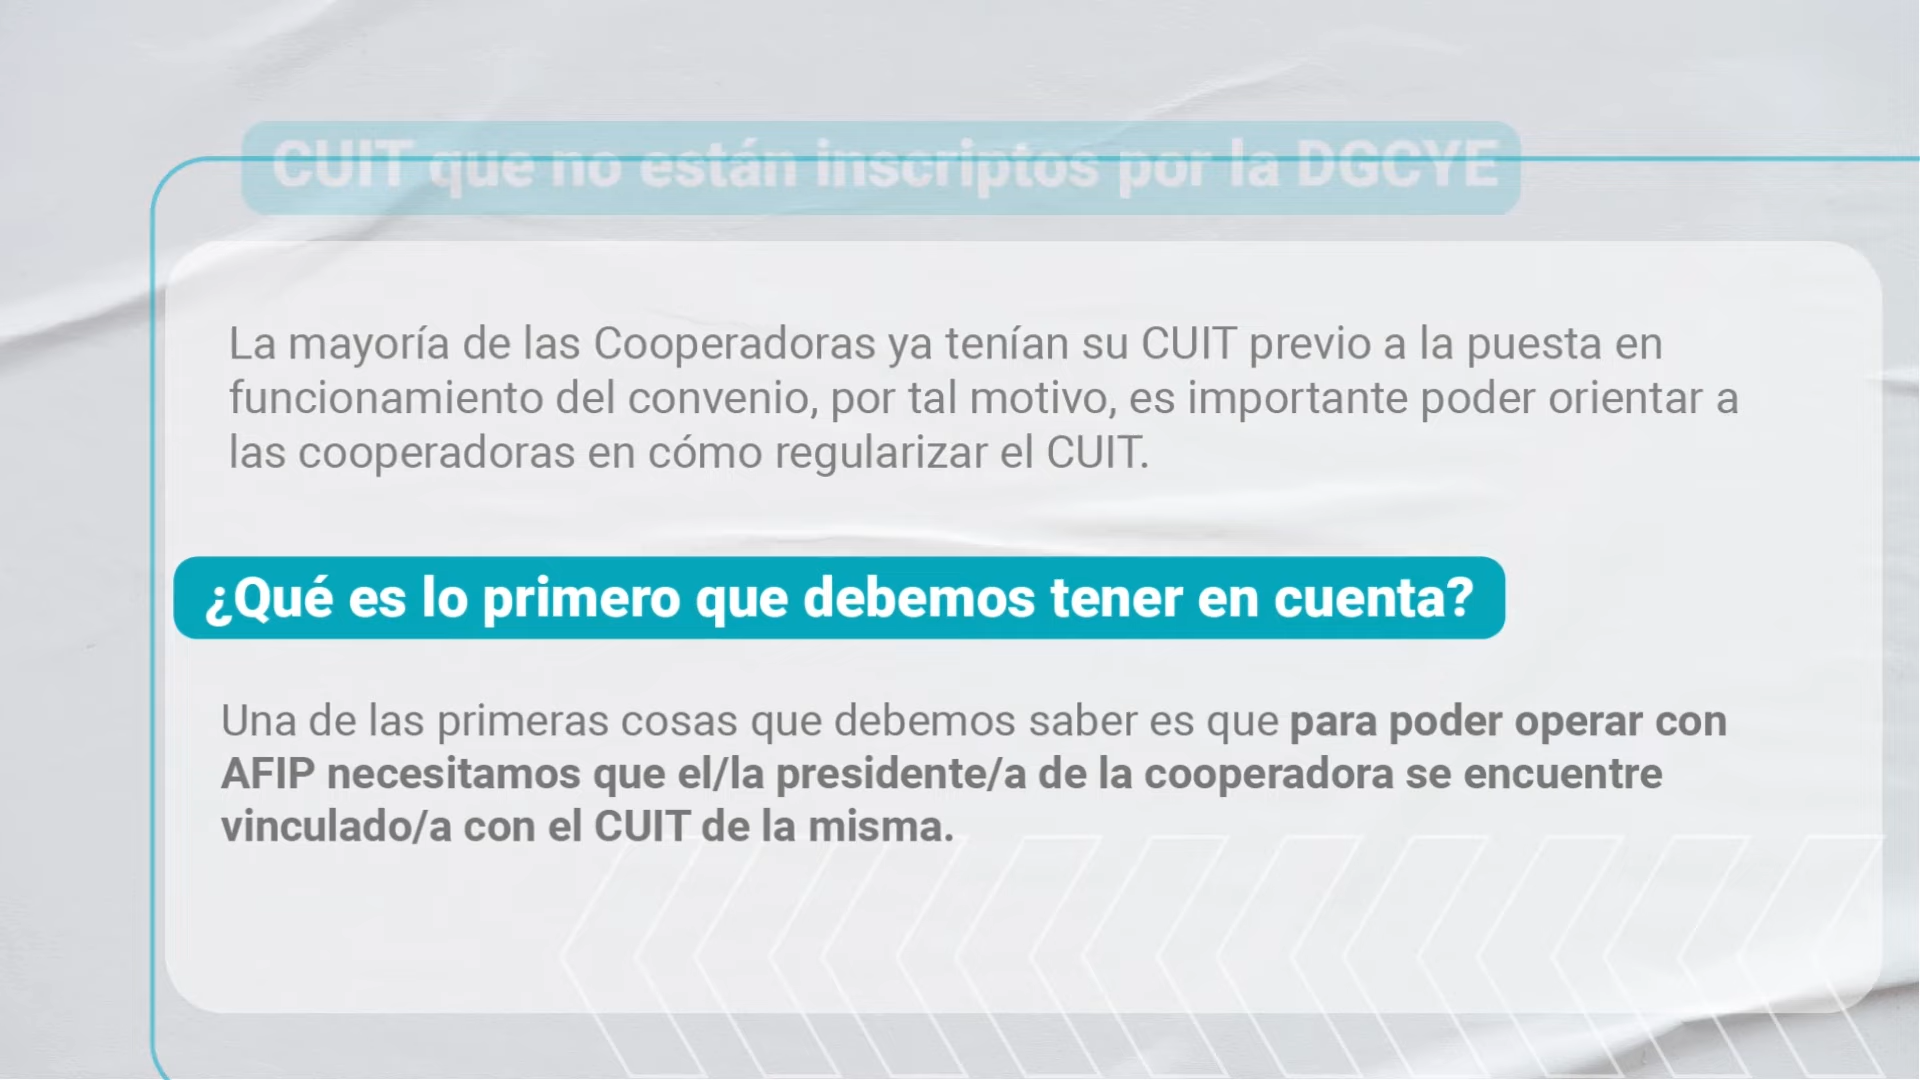 CUIT que no están inscriptos por la DGCYE
La mayoría de las Cooperadoras ya tenían su CUIT previo a la puesta en
funcionamiento del convenio, por tal motivo, es importante poder orientar a
las cooperadoras en cómo regularizar el CUIT.
¿Qué es lo primero que debemos tener en cuenta?
Una de las primeras cosas que debemos saber es que para poder operar con
AFIP necesitamos que el/la presidente/a de la cooperadora se encuentre
vinculado/a con el CUIT de la misma.